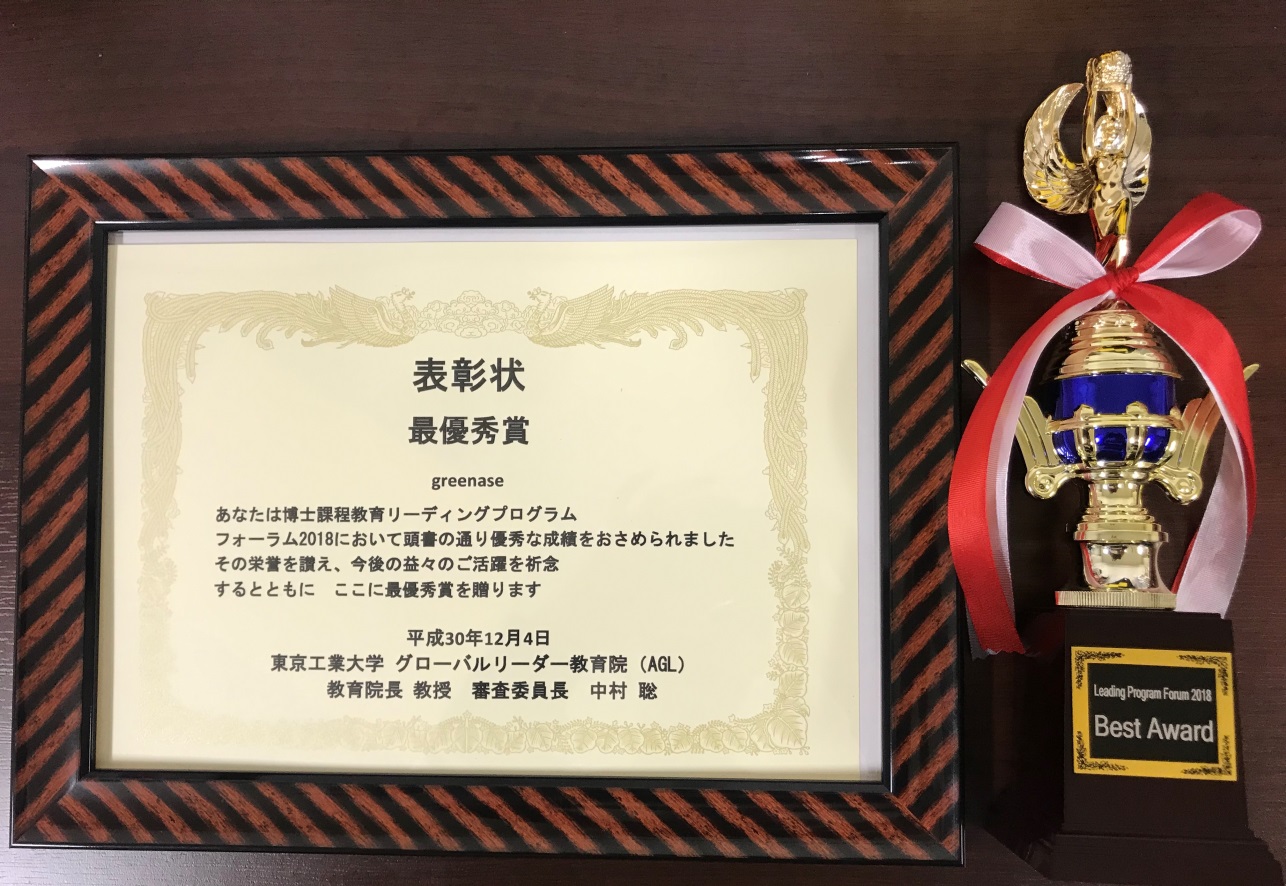 表彰状
最優秀賞
greenase
あなたは博士課程教育リーディングプログラム
フォーラム2018において頭書の通り優秀な成績をおさめられました
その栄誉を讃え、今後の益々のご活躍を祈念
するとともに　ここに最優秀賞を贈ります
平成30年12月4日
東京工業大学 グローバルリーダー教育院（AGL）
教育院長 教授　審査委員長　中村 聡
Leading Program Forum 2018
Best Award